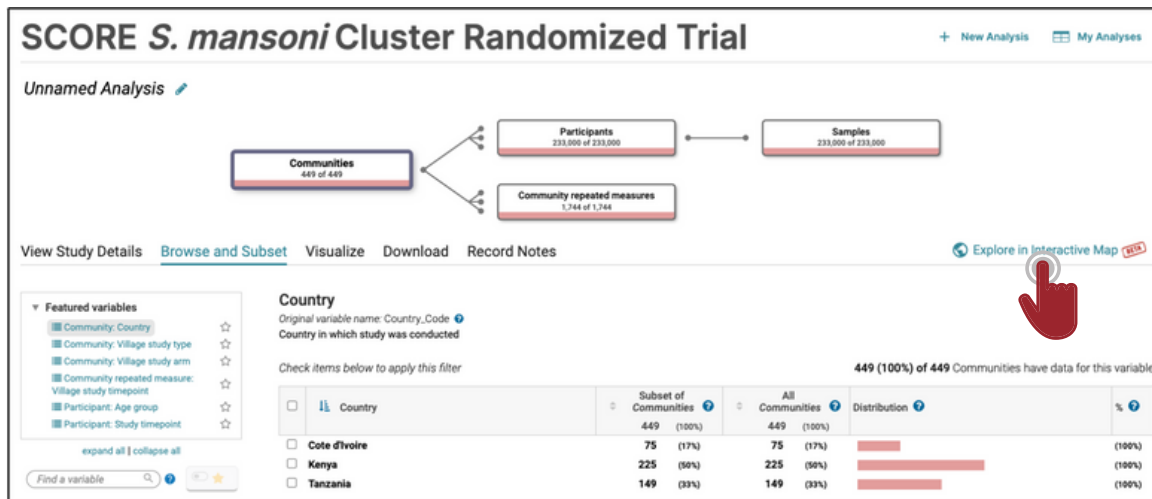 SCORE S. mansoni Cluster Randomized Trial
+ New Analysis My Analyses
Unnamed Analysis
Participants
233,000 of 233,000
Samples
233,000 of 233,000
Communities
449 of 449
Community repeated measures
1,744 of 1,744
View Study Details Browse and Subset Visualize Download Record Notes
Explore in Interactive Map BETA
Featured variables
Community: Country
Community: Village study type
Community: Village study arm
Community repeated measure:
Village study timepoint
Participant: Age group
Participant: Study timepoint
expand all | collapse all
Find a variable
Country
Original variable name: Country_Code
Country in which study was conducted
Check items below to apply this filter
449 (100%) of 449 Communities have data for this variable
Country Subset of Communities All Communities Distribution %
449 (100%) 449 (100%)
Cote d'Ivoire 75 (17%) 75 (17%) (100%)
Kenya 225 (50%) 225 (50%) (100%)
Tanzania 149 (33%) 149 (33%) (100%)